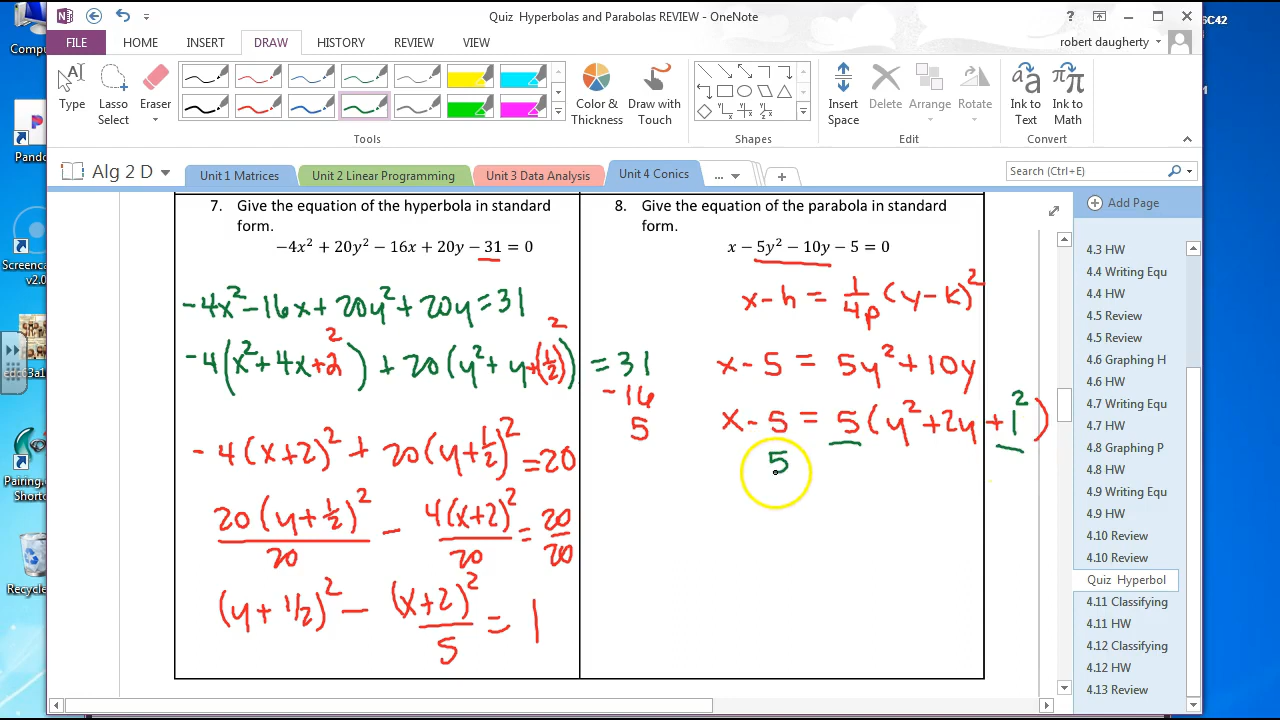 Quiz Hyperbolas and Parabolas REVIEW - OneNote
6C42
Compu
FILE HOME INSERT DRAW HISTORY REVIEW VIEW
robert daugherty
Type
Lasso Select
Eraser
Color & Thickness
Draw with Touch
Insert Space
Delete
Arrange
Rotate
Ink to Text
Ink to Math
Tools
Shapes
Edit
Convert
Pando
Alg 2 D
Unit 1 Matrices
Unit 2 Linear Programming
Unit 3 Data Analysis
Unit 4 Conics
...
Search (Ctrl+E)
Add Page
4.3 HW
4.4 Writing Equ
4.4 HW
4.5 Review
4.5 HW
4.6 Graphing H
4.6 HW
4.7 Review
4.7 HW
4.8 Graphing P
4.8 HW
4.9 Writing Equ
4.9 HW
4.10 Review
4.10 Review
Quiz Hyperbol
4.11 Classifying
4.11 HW
4.12 Classifying
4.12 HW
4.13 Review
Screenca
v2.0
Pairing.
Shortc
Recycle
7. Give the equation of the hyperbola in standard
form.
−4x² + 20y² − 16x + 20y − 31 = 0
-4x² - 16x + 20y² + 20y = 31
-4(x² + 4x + 2²) + 20(y² + y + (1/2)²) = 31
-16
5
-4(x+2)² + 20(y+1/2)² = 20
20(y+1/2)²/20 - 4(x+2)²/20 = 20/20
(y+1/2)² - (x+2)²/5 = 1
8. Give the equation of the parabola in standard
form.
x − 5y² − 10y − 5 = 0
x-h = 1/4p (y-k)²
x-5 = 5y² + 10y
x-5 = 5(y² + 2y + 1²)
5